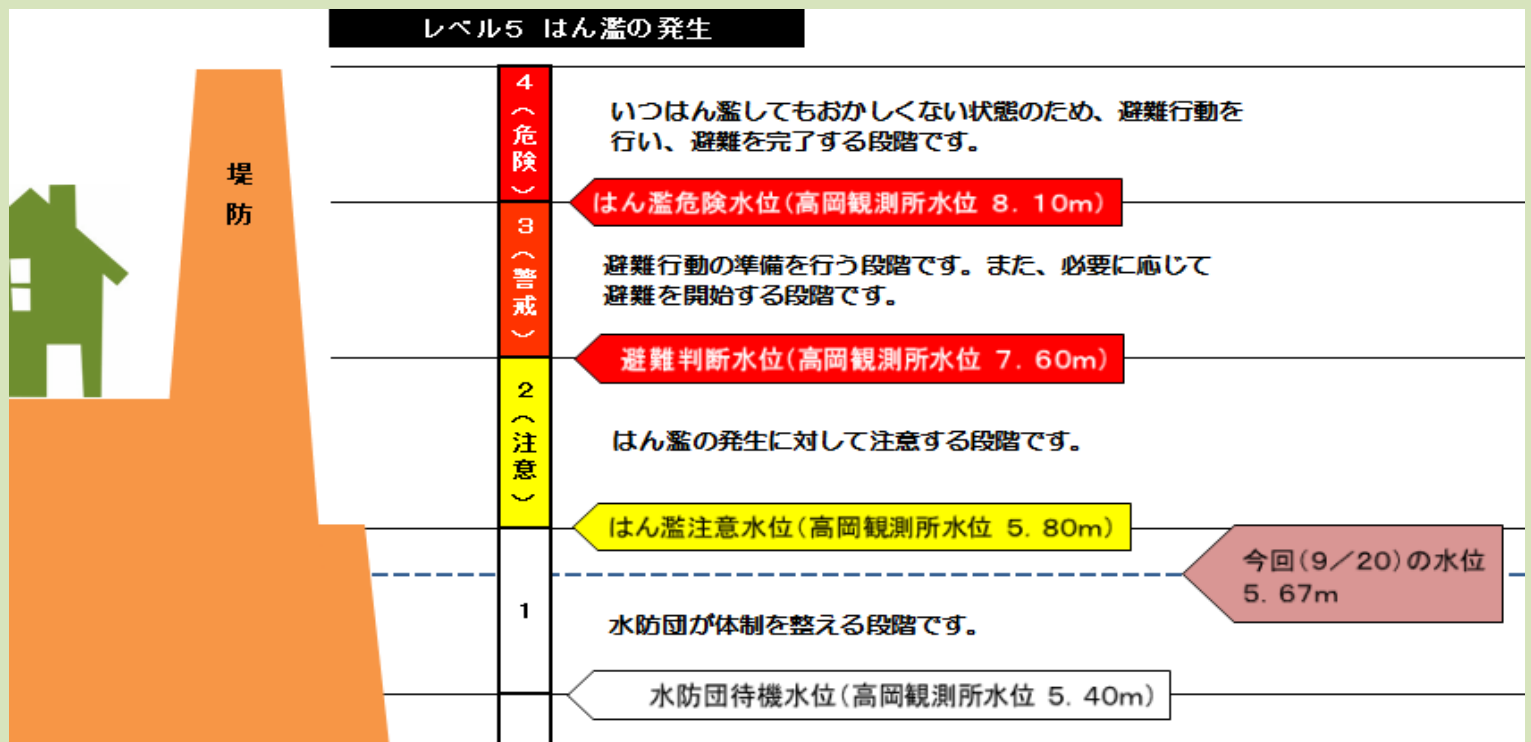 レベル5 はん濫の発生
4(危険)
いつはん濫してもおかしくない状態のため、避難行動を
行い、避難を完了する段階です。
堤防
はん濫危険水位(高岡観測所水位 8.10m)
3(警戒)
避難行動の準備を行う段階です。また、必要に応じて
避難を開始する段階です。
避難判断水位(高岡観測所水位 7.60m)
2(注意)
はん濫の発生に対して注意する段階です。
はん濫注意水位(高岡観測所水位 5.80m)
今回(9/20)の水位
5.67m
1
水防団が体制を整える段階です。
水防団待機水位(高岡観測所水位 5.40m)